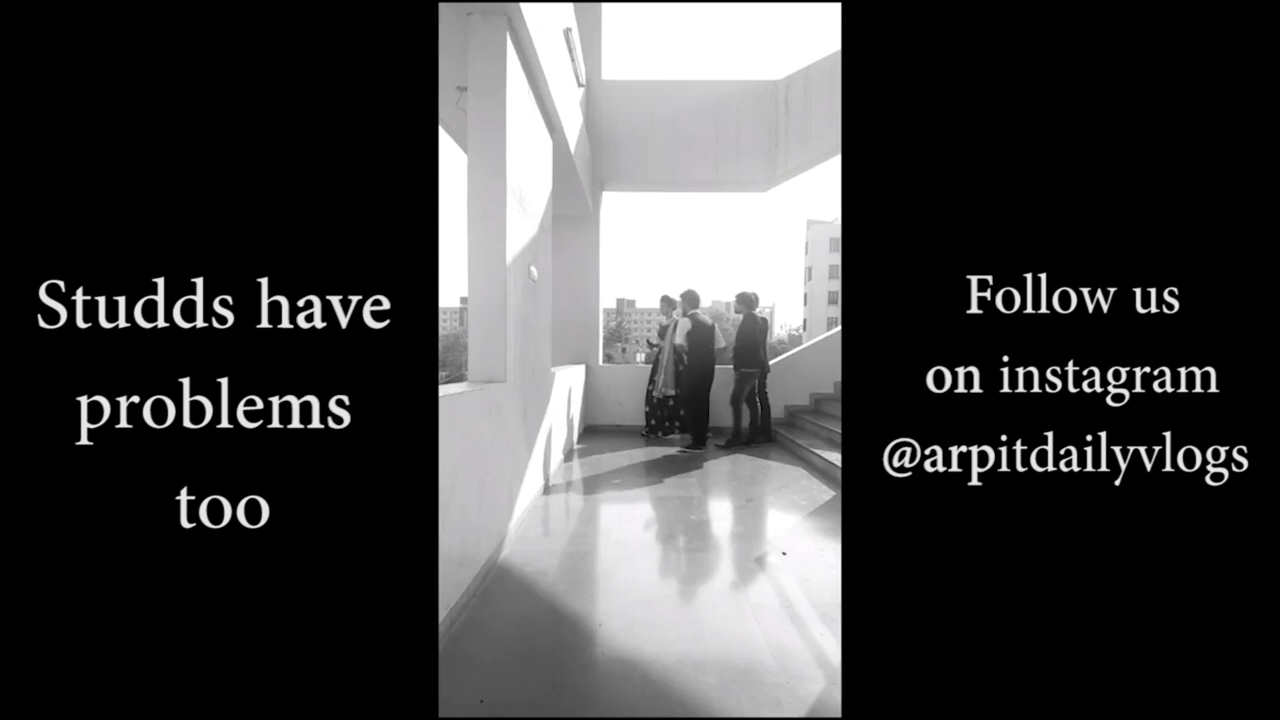 Studds have
problems
too
Follow us
on instagram
@arpitdailyvlogs